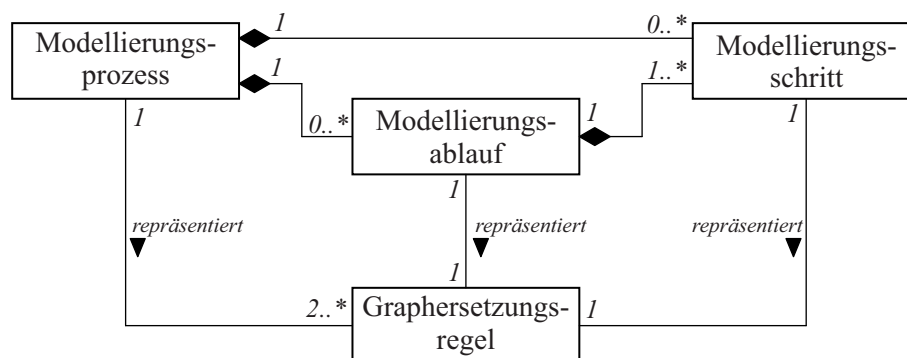 1
0..*
Modellierungs-
prozess
Modellierungs-
schritt
1
1..*
1
0..*
Modellierungs-
ablauf
1
1
1
repräsentiert
repräsentiert
repräsentiert
1
2..*
Graphersetzungs-
regel
1